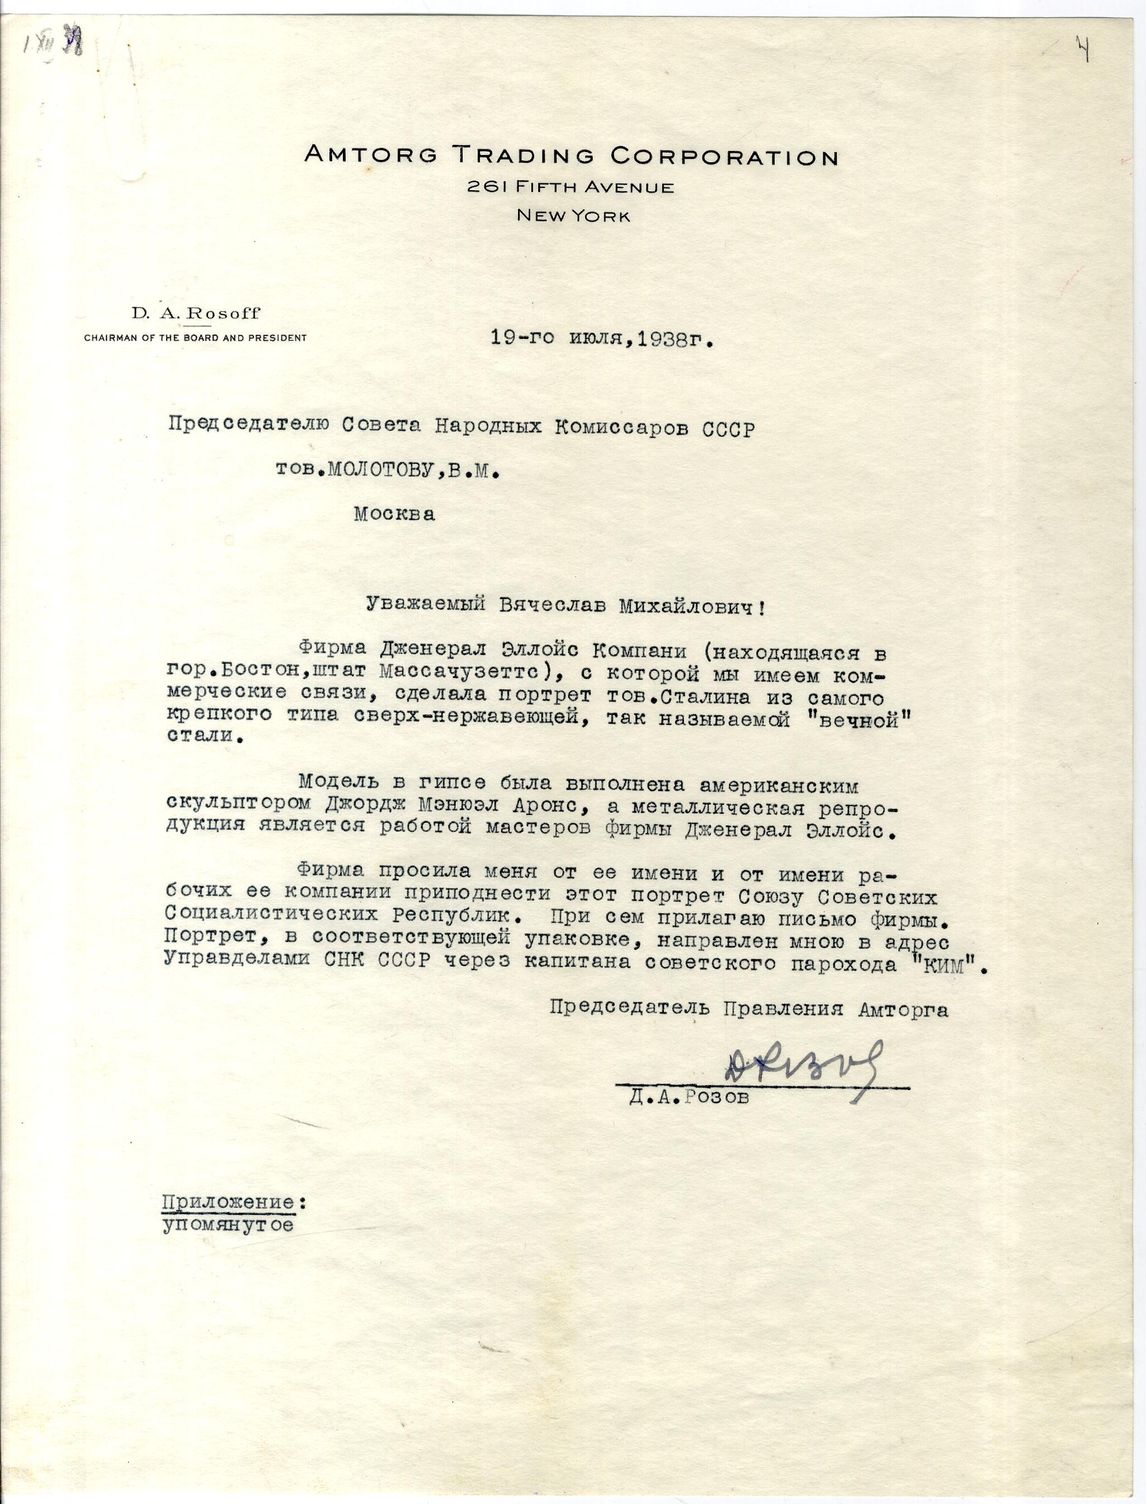 4
AMTORG TRADING CORPORATION
261 FIFTH AVENUE
NEW YORK
D. A. Rosoff
CHAIRMAN OF THE BOARD AND PRESIDENT
19-го июля,1938г.
Председателю Совета Народных Комиссаров СССР
тов.МОЛОТОВУ,В.М.
Москва
Уважаемый Вячеслав Михайлович!
Фирма Дженерал Эллойс Компани (находящаяся в
гор.Бостон,штат Массачузеттс), с которой мы имеем ком-
мерческие связи, сделала портрет тов.Сталина из самого
крепкого типа сверх-нержавеющей, так называемой "вечной"
стали.
Модель в гипсе была выполнена американским
скульптором Джордж Мэнюэл Аронс, а металлическая репро-
дукция является работой мастеров фирмы Дженерал Эллойс.
Фирма просила меня от ее имени и от имени ра-
бочих ее компании приподнести этот портрет Союзу Советских
Социалистических Республик. При сем прилагаю письмо фирмы.
Портрет, в соответствующей упаковке, направлен мною в адрес
Управделами СНК СССР через капитана советского парохода "КИМ".
Председатель Правления Амторга
ДРозов
Д.А.Розов
Приложение:
упомянутое